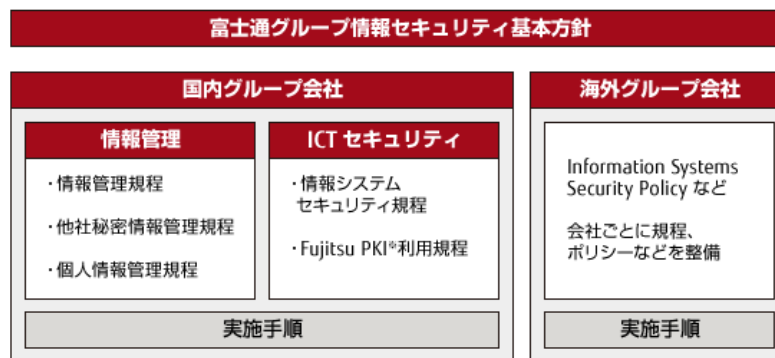 富士通グループ情報セキュリティ基本方針
国内グループ会社
情報管理
・情報管理規程
・他社秘密情報管理規程
・個人情報管理規程
ICT セキュリティ
・情報システム
セキュリティ規程
・Fujitsu PKI※利用規程
実施手順
海外グループ会社
Information Systems
Security Policy など
会社ごとに規程、
ポリシーなどを整備
実施手順